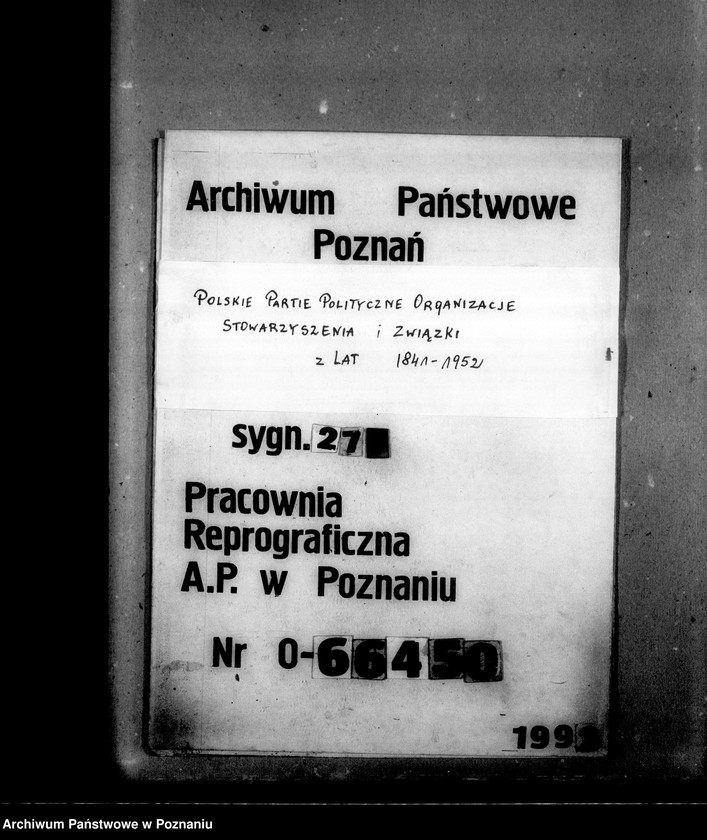 Archiwum Państwowe
Poznań
POLSKIE PARTIE POLITYCZNE ORGANIZACJE
STOWARZYSZENIA i ZWIĄZKI
z LAT 1841-1952
sygn. 27
Pracownia
Reprograficzna
A.P. w Poznaniu
Nr 0-66450
Archiwum Państwowe w Poznaniu